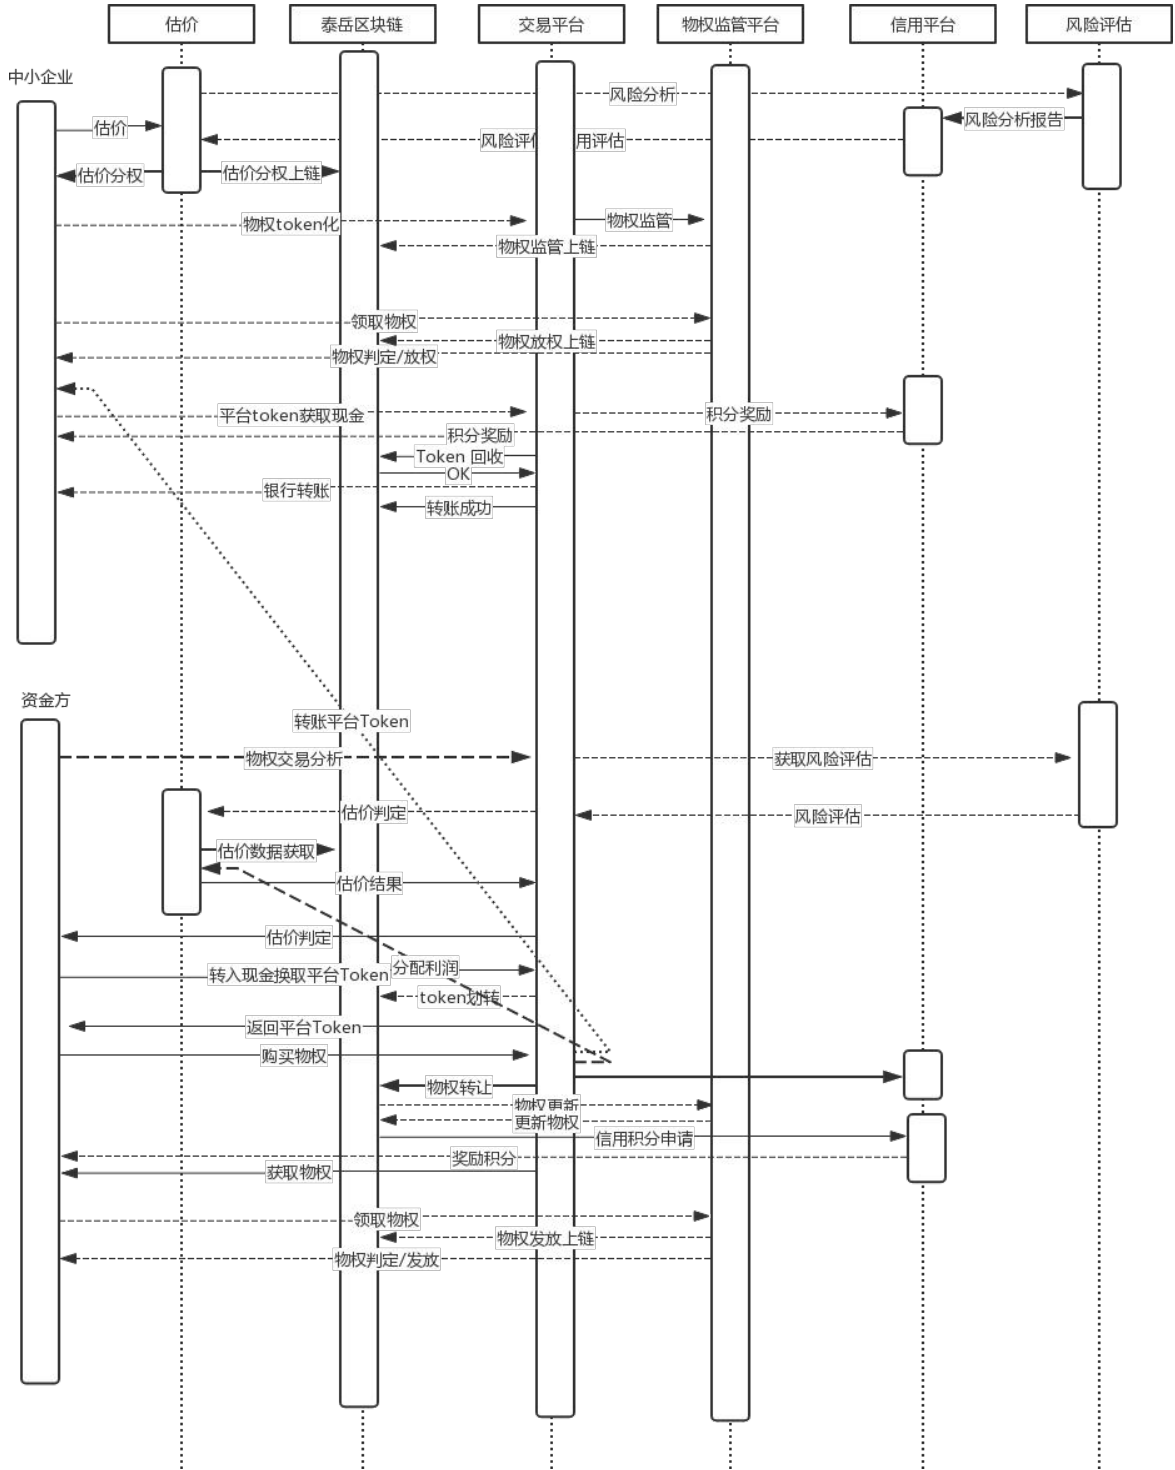 估价
泰岳区块链
交易平台
物权监管平台
信用平台
风险评估
中小企业
风险分析
估价
风险分析报告
风险评估
用评估
估价分权
估价分权上链
物权token化
物权监管
物权监管上链
领取物权
物权放权上链
物权判定/放权
平台token获取现金
积分奖励
积分奖励
Token 回收
OK
银行转账
转账成功
资金方
转账平台Token
物权交易分析
获取风险评估
估价判定
风险评估
估价数据获取
估价结果
估价判定
分配利润
转入现金换取平台Token
token划转
返回平台Token
购买物权
物权转让
物权更新
更新物权
信用积分申请
奖励积分
获取物权
领取物权
物权发放上链
物权判定/发放